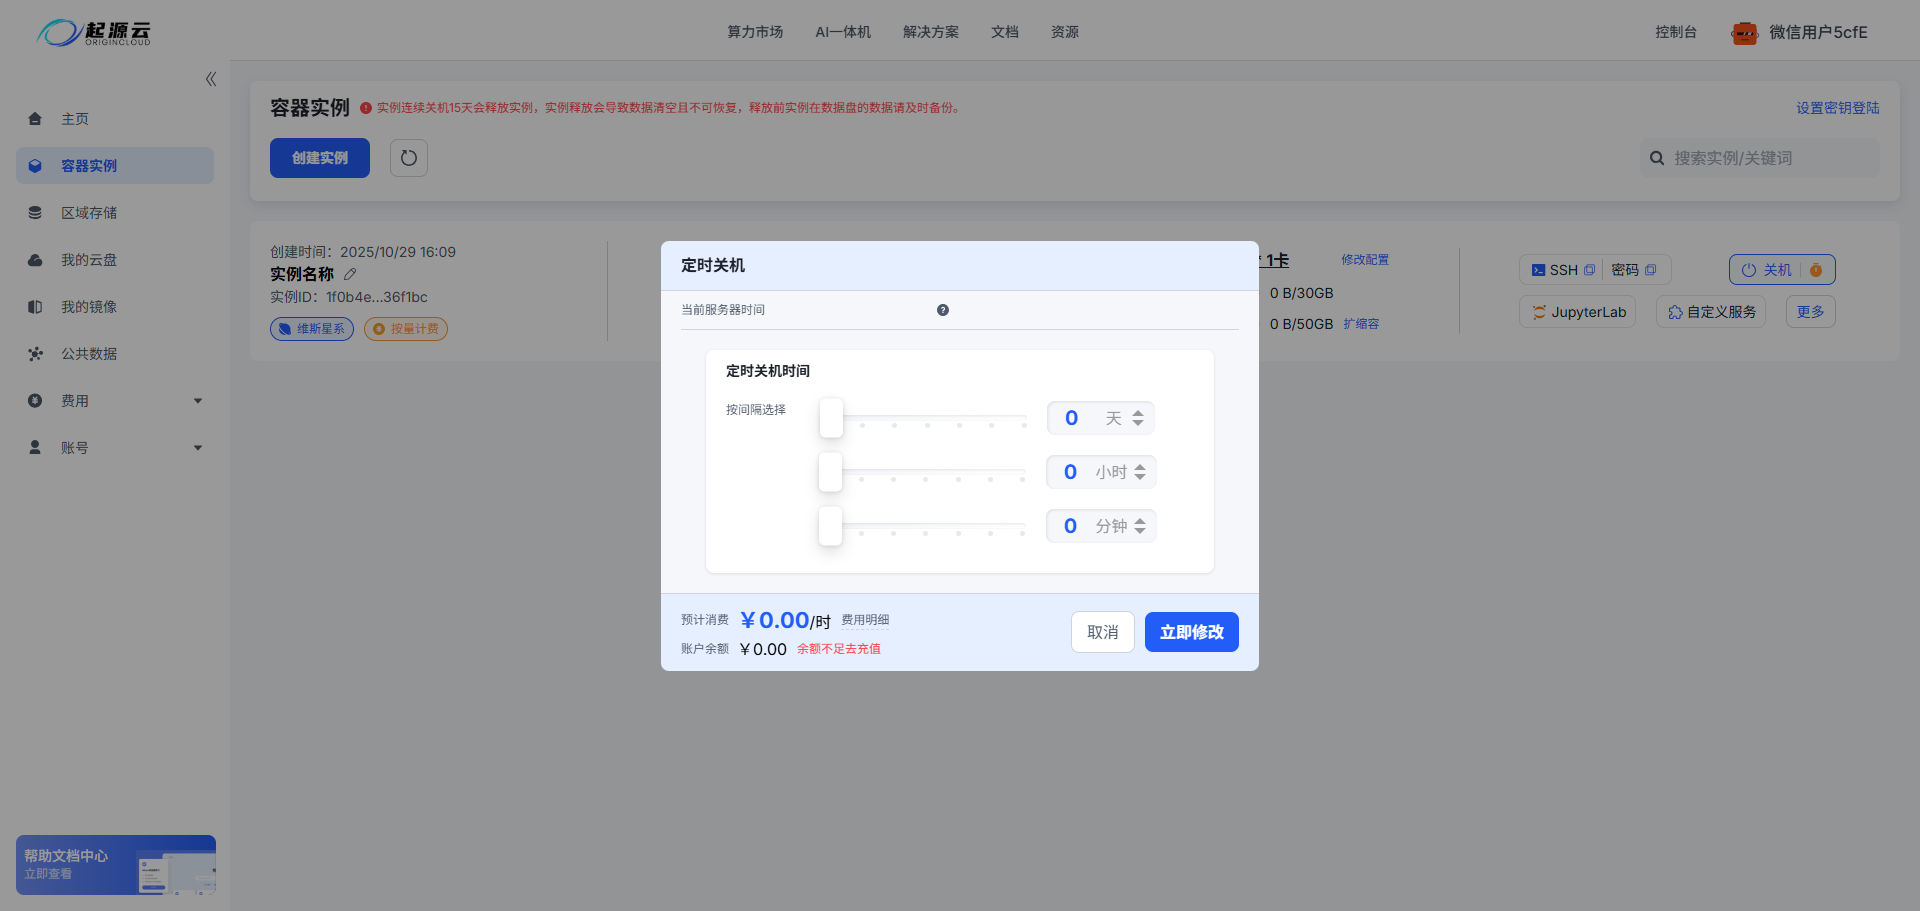 起源云
ORIGINCLOUD
算力市场
AI一体机
解决方案
文档
资源
控制台
微信用户5cfE
主页
容器实例
区域存储
我的云盘
我的镜像
公共数据
费用
账号
帮助文档中心
立即查看
容器实例
实例连续关机15天会释放实例，实例释放会导致数据清空且不可恢复，释放前实例在数据盘的数据请及时备份。
设置密钥登陆
创建实例
搜索实例/关键词
创建时间：2025/10/29 16:09
实例名称
实例ID：1f0b4e...36f1bc
维斯星系
按量计费
* 1卡
修改配置
0 B/30GB
0 B/50GB
扩缩容
SSH
密码
关机
JupyterLab
自定义服务
更多
定时关机
当前服务器时间
定时关机时间
按间隔选择
0 天
0 小时
0 分钟
预计消费 ￥0.00/时 费用明细
账户余额 ￥0.00 余额不足去充值
取消
立即修改